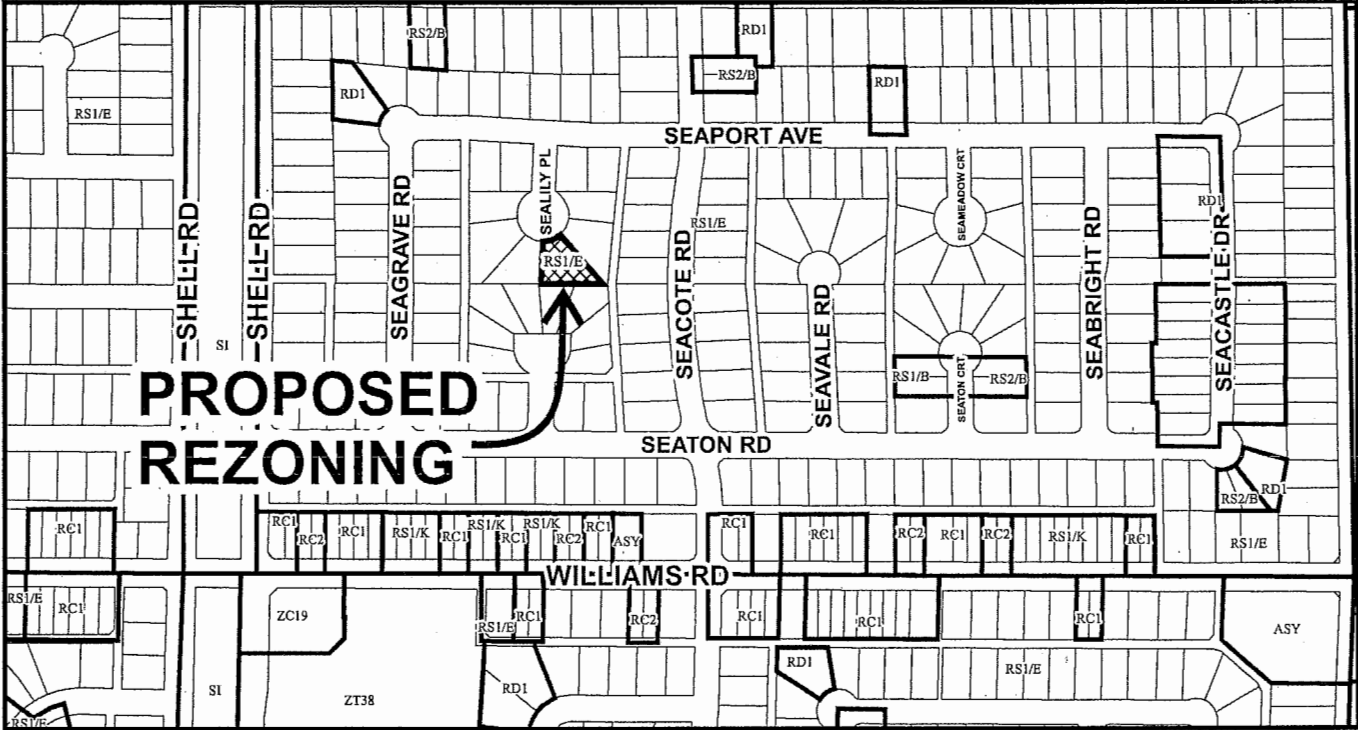 RS2/B
RD1
RS2/B
RD1
RD1
RS1/E
SEAPORT AVE
SEALILY PL
SEAMEADOW CRT
SHELL RD
SHELL RD
SEAGRAVE RD
RS1/E
SEACOTE RD
RS1/E
SEAVALE RD
SEABRIGHT RD
RD1
SEACASTLE DR
SI
PROPOSED
REZONING
RS1/B
RS2/B
SEATON CRT
SEATON RD
RS2/B
RD1
RC1
RC1
RC2
RC1
RS1/K
RC1
RS1/K
RC1
RS1/K
RC2
RC1
ASY
RC1
RC1
RC2
RC1
RC2
RS1/K
RC1
RS1/E
WILLIAMS RD
RS1/E
RC1
ZC19
RS1/E
RC1
RC2
RC1
RC1
RC1
ASY
SI
ZT38
RD1
RD1
RS1/E
RS1/E